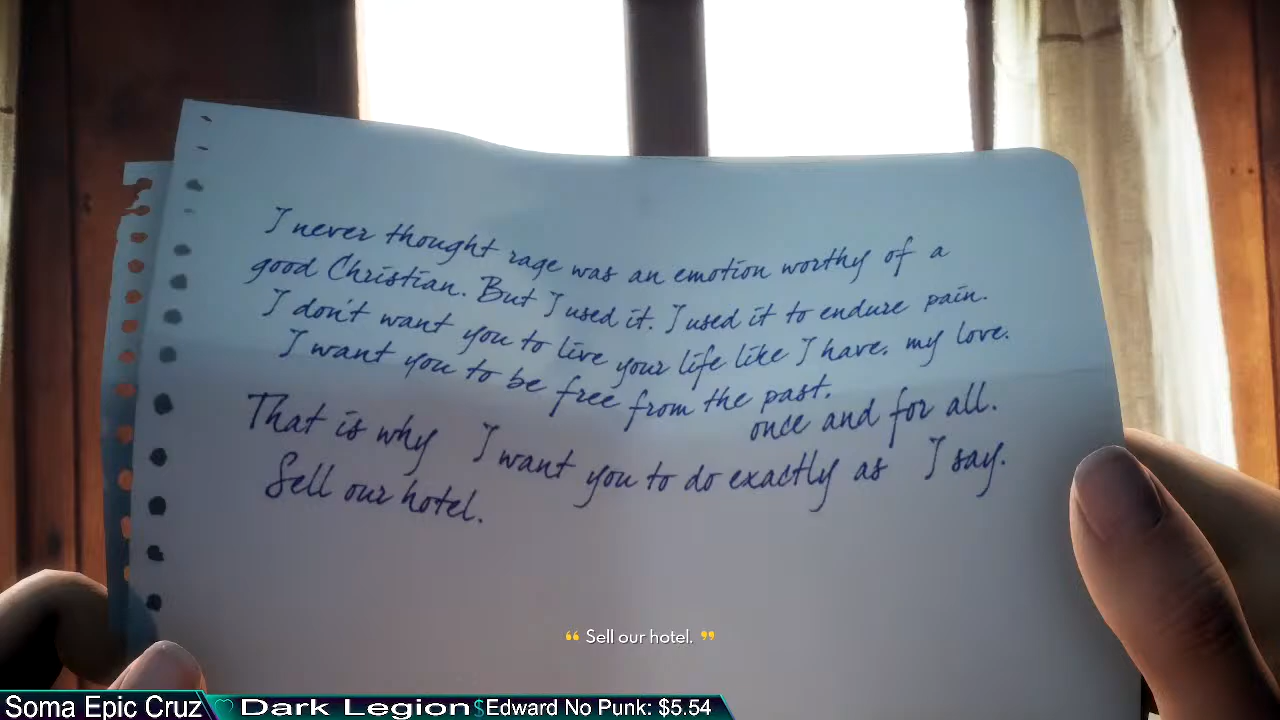 I never thought rage was an emotion worthy of a
good Christian. But I used it. I used it to endure pain.
I don't want you to live your life like I have. my love.
I want you to be free from the past.
once and for all.
That is why I want you to do exactly as I say.
Sell our hotel.
“ Sell our hotel. ”
Soma Epic Cruz Dark Legion $Edward No Punk: $5.54